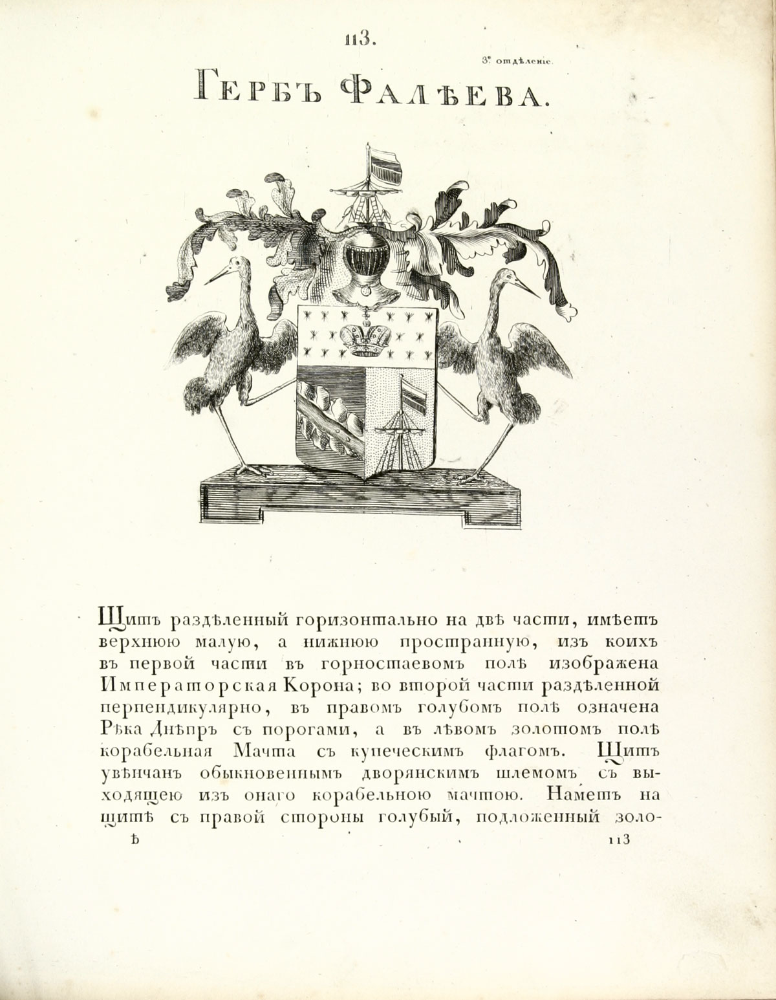 113.
3е. отдѣленіе.
Гербъ Фалѣева.
Щитъ раздѣленный горизонтально на двѣ части, имѣетъ
верхнюю малую, а нижнюю пространную, изъ коихъ
въ первой части въ горностаевомъ полѣ изображена
Императорская Корона; во второй части раздѣленной
перпендикулярно, въ правомъ голубомъ полѣ означена
Рѣка Днѣпръ съ порогами, а въ лѣвомъ золотомъ полѣ
корабельная Мачта съ купеческимъ флагомъ. Щитъ
увѣнчанъ обыкновеннымъ дворянскимъ шлемомъ съ вы-
ходящею изъ онаго корабельною мачтою. Наметъ на
щитѣ съ правой стороны голубый, подложенный золо-
ѣ 113